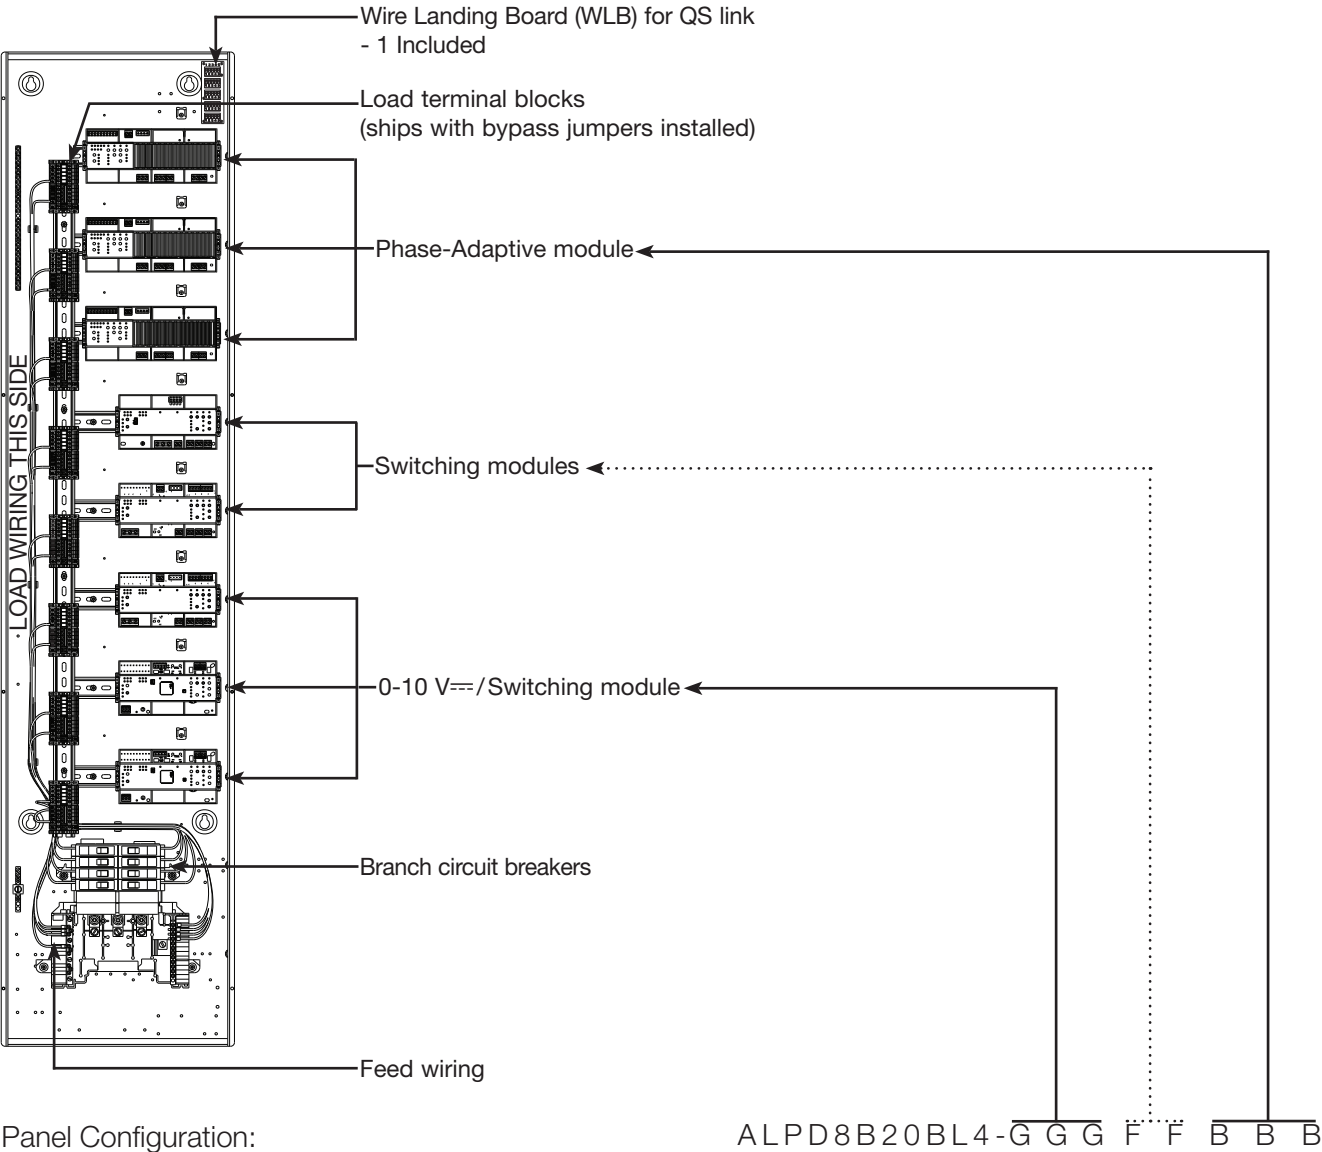 Wire Landing Board (WLB) for QS link
- 1 Included
Load terminal blocks
(ships with bypass jumpers installed)
Phase-Adaptive module
LOAD WIRING THIS SIDE
Switching modules
0-10 V⎓/Switching module
Branch circuit breakers
Feed wiring
Panel Configuration:
ALPD8B20BL4-G G G F F B B B